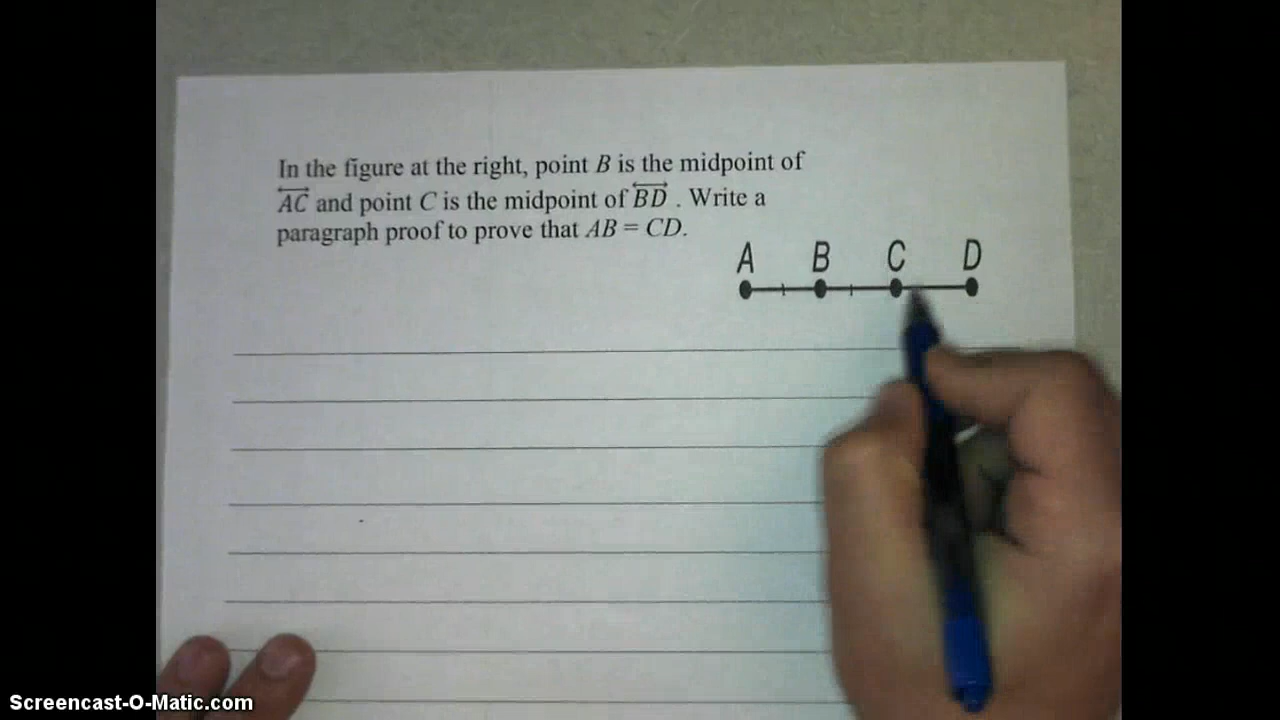 In the figure at the right, point B is the midpoint of
AC and point C is the midpoint of BD . Write a
paragraph proof to prove that AB = CD.
A B C D
Screencast-O-Matic.com